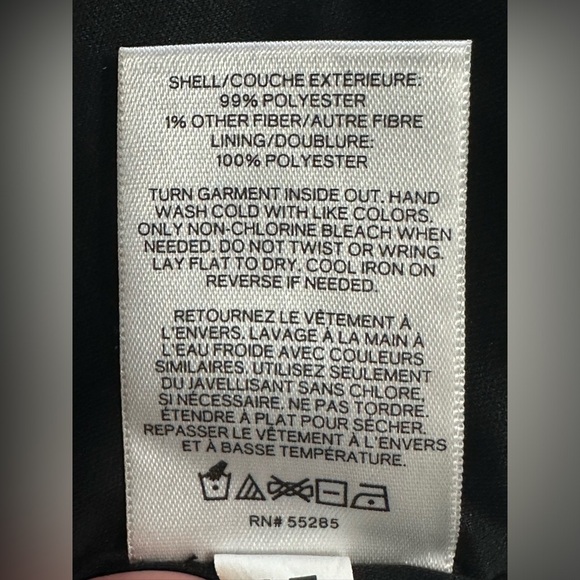 SHELL/COUCHE EXTÉRIEURE:
99% POLYESTER
1% OTHER FIBER/AUTRE FIBRE
LINING/DOUBLURE:
100% POLYESTER
TURN GARMENT INSIDE OUT. HAND
WASH COLD WITH LIKE COLORS.
ONLY NON-CHLORINE BLEACH WHEN
NEEDED. DO NOT TWIST OR WRING.
LAY FLAT TO DRY. COOL IRON ON
REVERSE IF NEEDED.
RETOURNEZ LE VÊTEMENT À
L'ENVERS. LAVAGE À LA MAIN À
L'EAU FROIDE AVEC COULEURS
SIMILAIRES. UTILISEZ SEULEMENT
DU JAVELLISANT SANS CHLORE,
SI NÉCESSAIRE. NE PAS TORDRE.
ÉTENDRE À PLAT POUR SÉCHER.
REPASSER LE VÊTEMENT À L'ENVERS
ET À BASSE TEMPÉRATURE.
RN# 55285